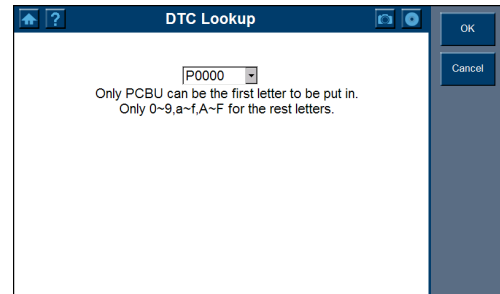 ? DTC Lookup
OK
Cancel
P0000
Only PCBU can be the first letter to be put in.
Only 0~9,a~f,A~F for the rest letters.